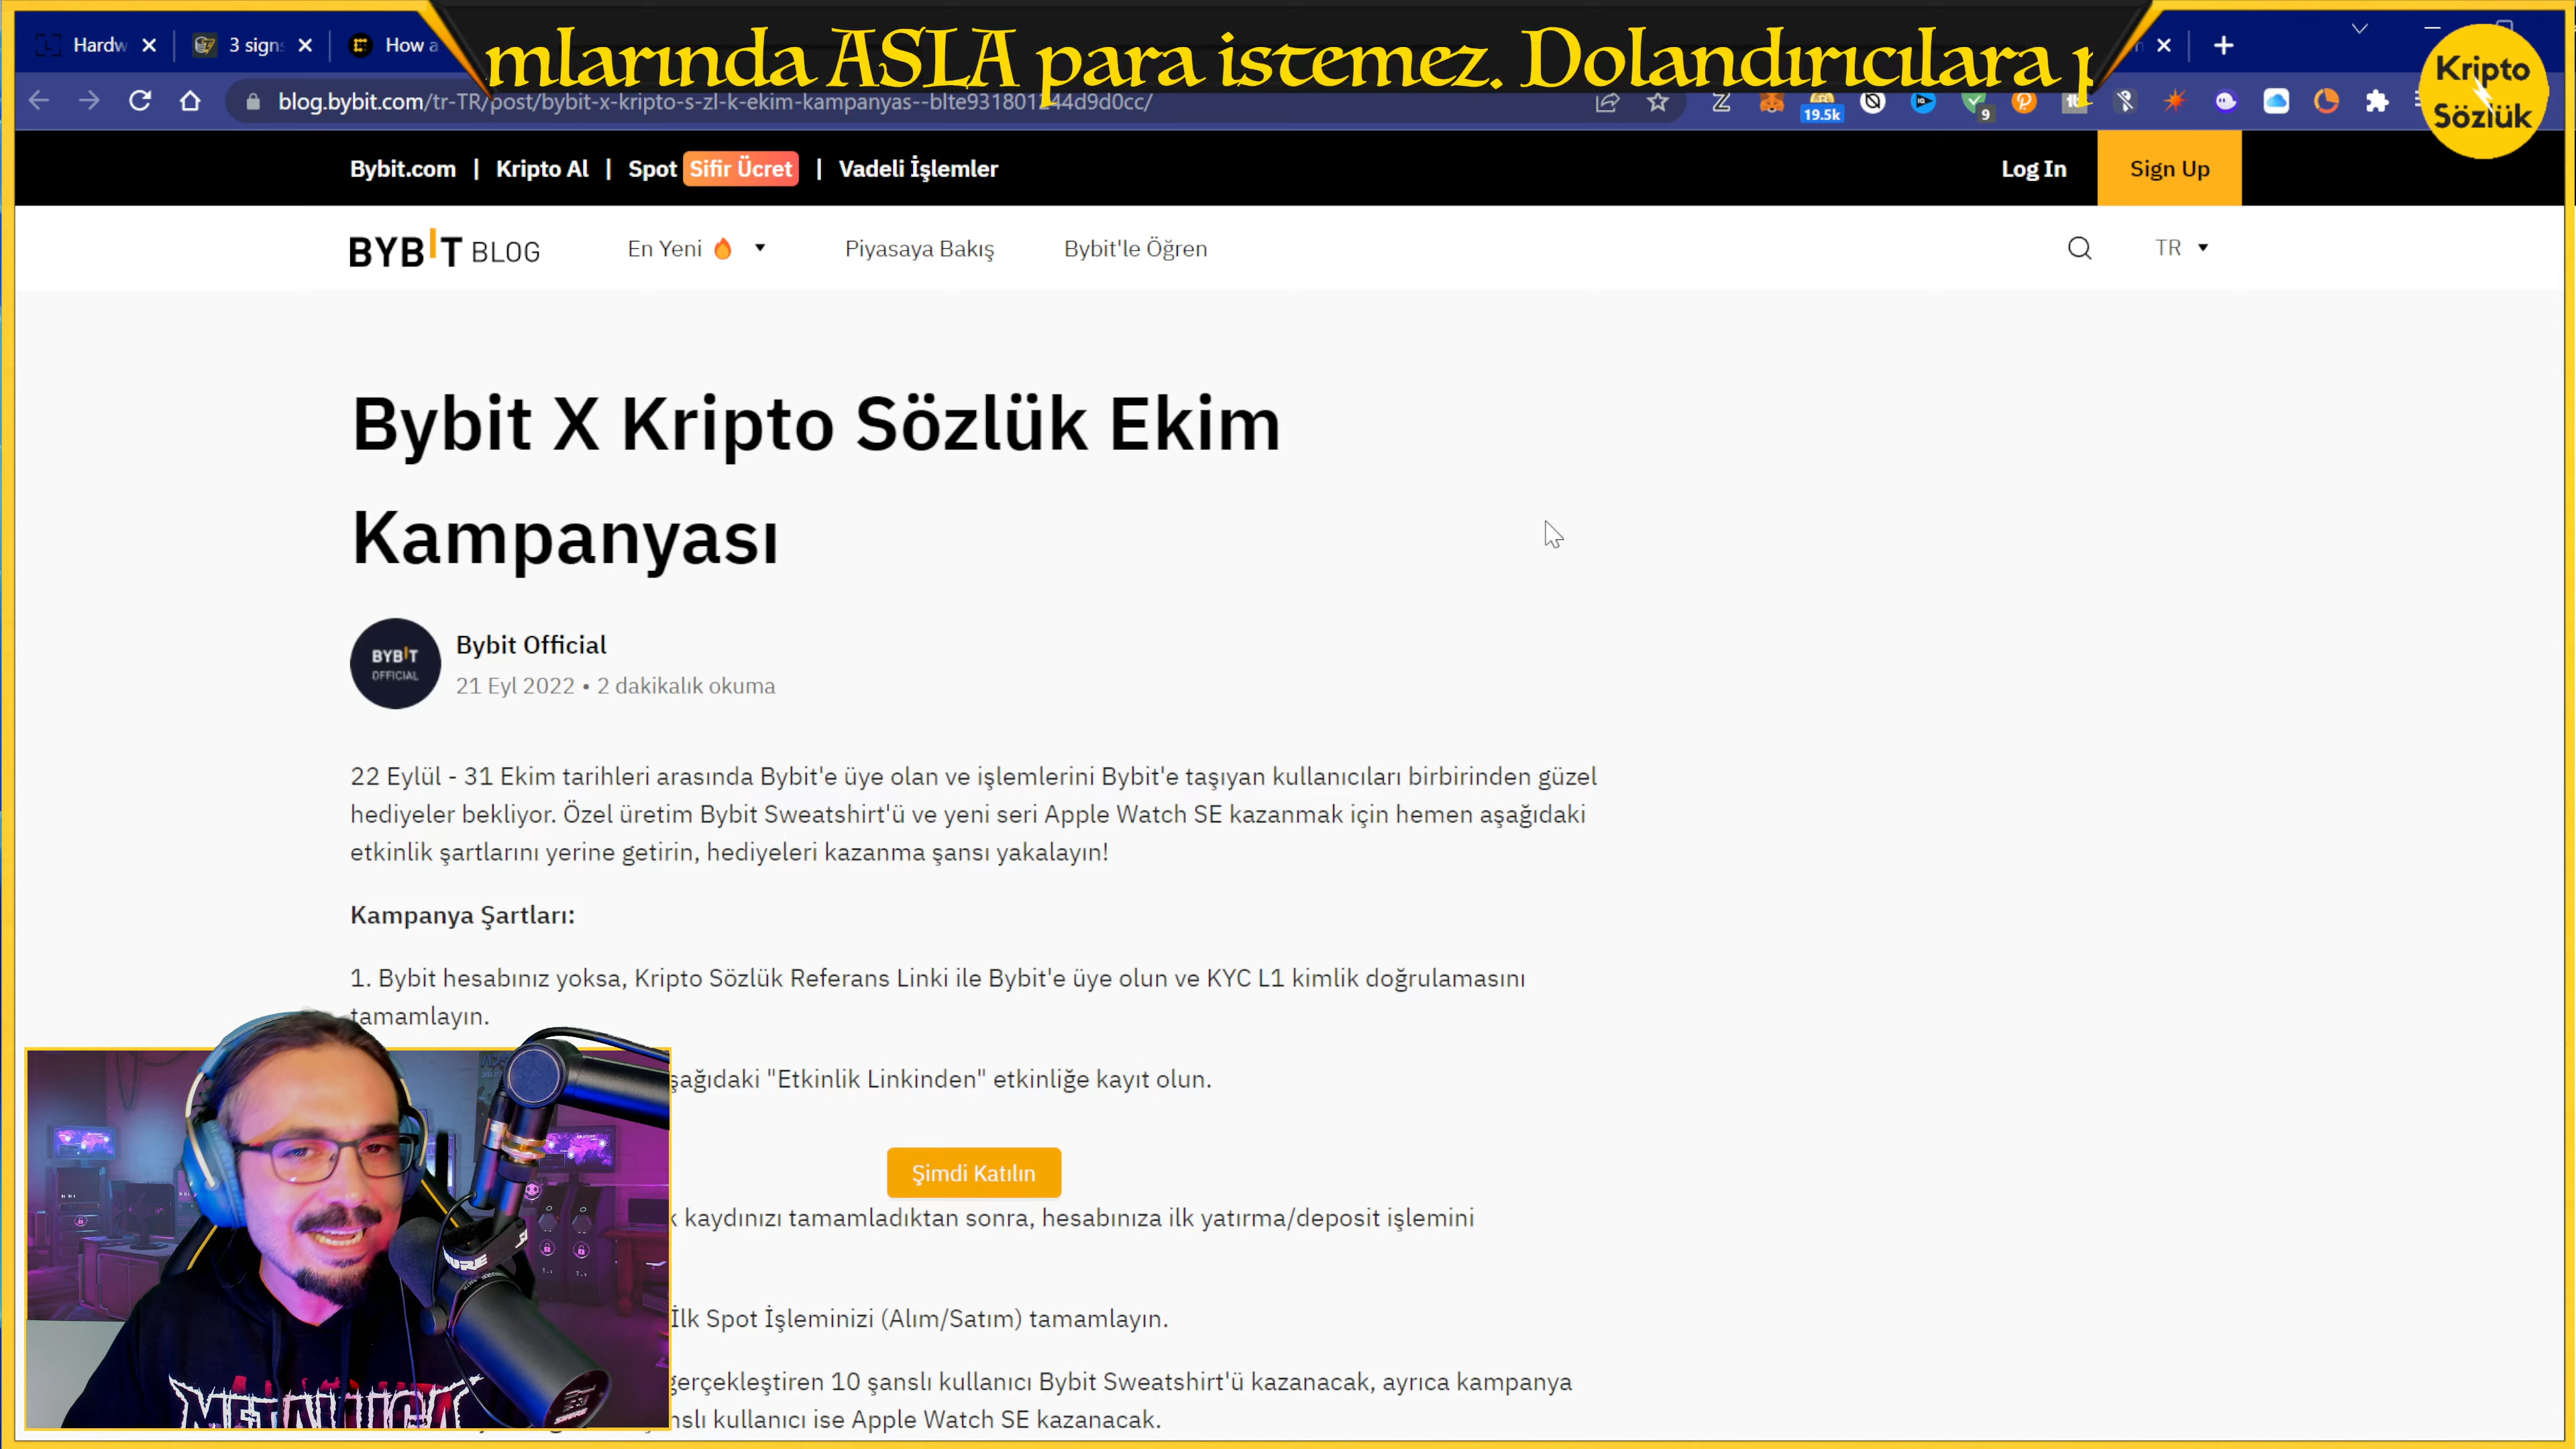 Hardw
3 sign
How a
mlarında ASLA para istemez. Dolandırıcılara p
Kripto
Sözlük
blog.bybit.com/tr-TR/post/bybit-x-kripto-s-zl-k-ekim-kampanyas--blte931801244d9d0cc/
19.5k
9
Bybit.com | Kripto Al | Spot Sifir Ücret | Vadeli İşlemler
Log In
Sign Up
BYBIT BLOG
En Yeni
Piyasaya Bakış
Bybit'le Öğren
TR
Bybit X Kripto Sözlük Ekim
Kampanyası
BYBIT
OFFICIAL
Bybit Official
21 Eyl 2022 • 2 dakikalık okuma
22 Eylül - 31 Ekim tarihleri arasında Bybit'e üye olan ve işlemlerini Bybit'e taşıyan kullanıcıları birbirinden güzel
hediyeler bekliyor. Özel üretim Bybit Sweatshirt'ü ve yeni seri Apple Watch SE kazanmak için hemen aşağıdaki
etkinlik şartlarını yerine getirin, hediyeleri kazanma şansı yakalayın!
Kampanya Şartları:
1. Bybit hesabınız yoksa, Kripto Sözlük Referans Linki ile Bybit'e üye olun ve KYC L1 kimlik doğrulamasını
tamamlayın.
şağıdaki "Etkinlik Linkinden" etkinliğe kayıt olun.
Şimdi Katılın
k kaydınızı tamamladıktan sonra, hesabınıza ilk yatırma/deposit işlemini
İlk Spot İşleminizi (Alım/Satım) tamamlayın.
gerçekleştiren 10 şanslı kullanıcı Bybit Sweatshirt'ü kazanacak, ayrıca kampanya
nslı kullanıcı ise Apple Watch SE kazanacak.
METALLICA